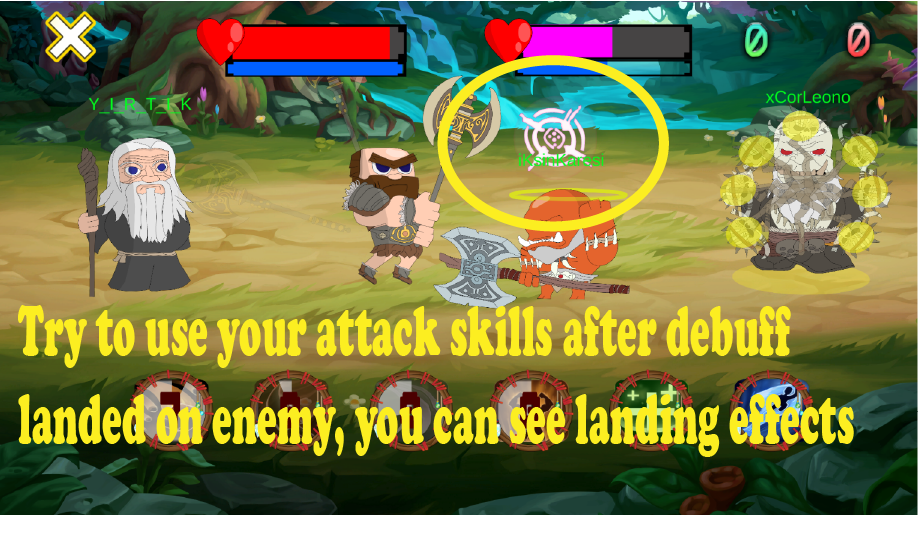 0 0
Y_I_R_T_I_K
xCorLeono
Try to use your attack skills after debuff
landed on enemy, you can see landing effects